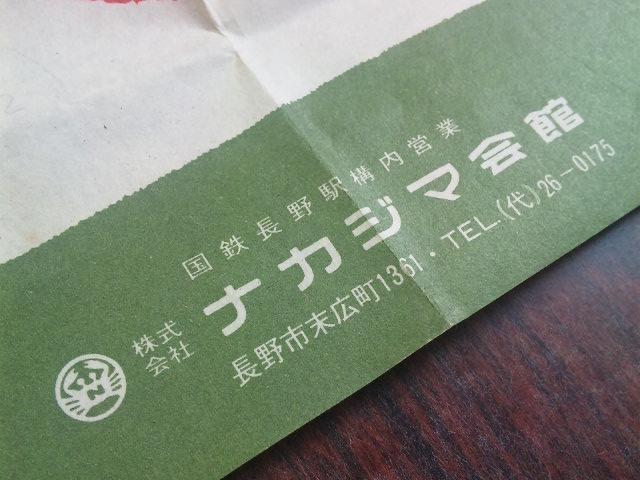 国鉄長野駅構内営業
株式会社 ナカジマ会館
長野市末広町1361・TEL.(代)26-0175